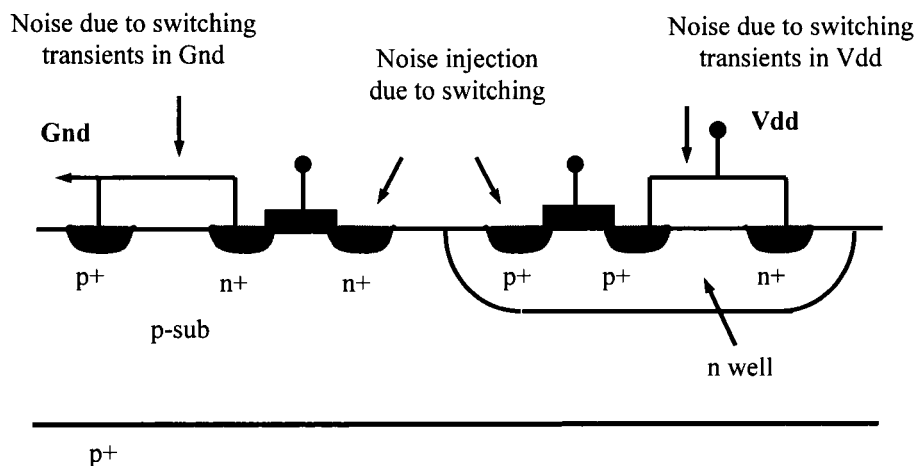 Noise due to switching
transients in Gnd
Noise injection
due to switching
Noise due to switching
transients in Vdd
Gnd
Vdd
p+
n+
n+
p+
p+
n+
p-sub
n well
p+